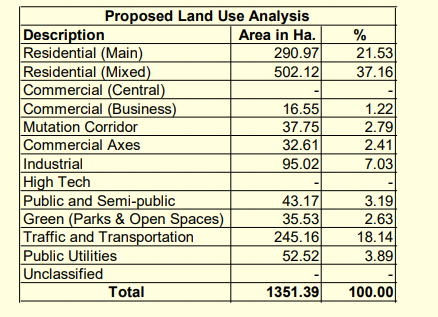 Proposed Land Use Analysis
Description Area in Ha. %
Residential (Main) 290.97 21.53
Residential (Mixed) 502.12 37.16
Commercial (Central) - -
Commercial (Business) 16.55 1.22
Mutation Corridor 37.75 2.79
Commercial Axes 32.61 2.41
Industrial 95.02 7.03
High Tech - -
Public and Semi-public 43.17 3.19
Green (Parks & Open Spaces) 35.53 2.63
Traffic and Transportation 245.16 18.14
Public Utilities 52.52 3.89
Unclassified - -
Total 1351.39 100.00